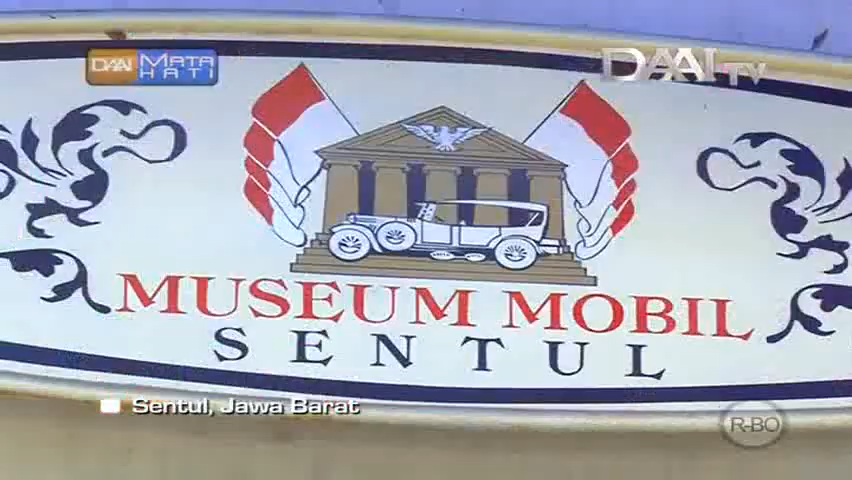 DAAI MATA
HATI
DAAI TV
MUSEUM MOBIL
SENTUL
Sentul, Jawa Barat
R-BO